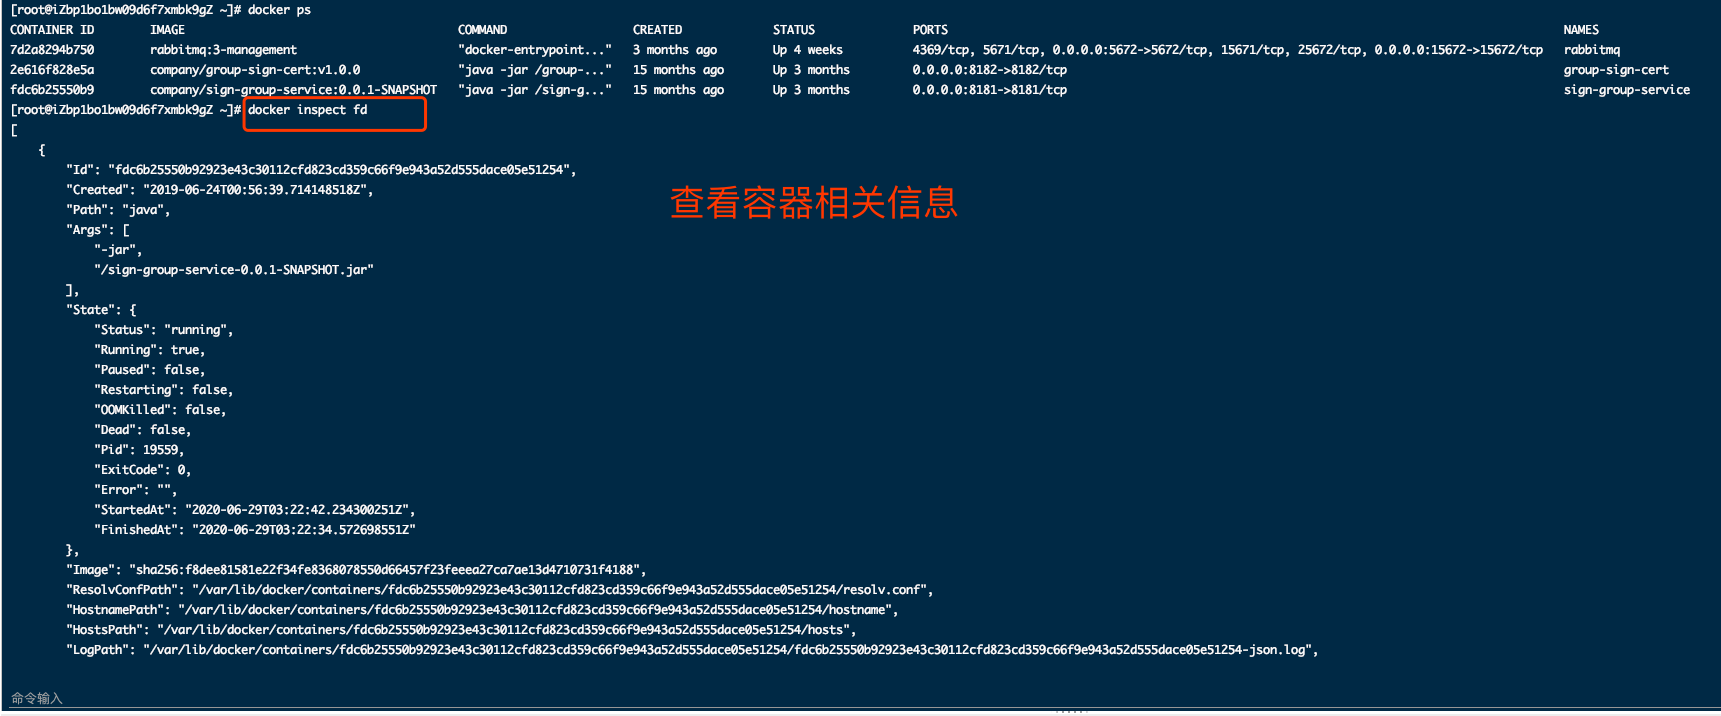 [root@iZbp1bo1bw09d6f7xmbk9gZ ~]# docker ps
CONTAINER ID IMAGE COMMAND CREATED STATUS PORTS NAMES
7d2a8294b750 rabbitmq:3-management "docker-entrypoint..." 3 months ago Up 4 weeks 4369/tcp, 5671/tcp, 0.0.0.0:5672->5672/tcp, 15671/tcp, 25672/tcp, 0.0.0.0:15672->15672/tcp rabbitmq
2e616f828e5a company/group-sign-cert:v1.0.0 "java -jar /group-..." 15 months ago Up 3 months 0.0.0.0:8182->8182/tcp group-sign-cert
fdc6b25550b9 company/sign-group-service:0.0.1-SNAPSHOT "java -jar /sign-g..." 15 months ago Up 3 months 0.0.0.0:8181->8181/tcp sign-group-service
[root@iZbp1bo1bw09d6f7xmbk9gZ ~]# docker inspect fd
[
{
"Id": "fdc6b25550b92923e43c30112cfd823cd359c66f9e943a52d555dace05e51254",
"Created": "2019-06-24T00:56:39.714148518Z",
查看容器相关信息
"Path": "java",
"Args": [
"-jar",
"/sign-group-service-0.0.1-SNAPSHOT.jar"
],
"State": {
"Status": "running",
"Running": true,
"Paused": false,
"Restarting": false,
"OOMKilled": false,
"Dead": false,
"Pid": 19559,
"ExitCode": 0,
"Error": "",
"StartedAt": "2020-06-29T03:22:42.234300251Z",
"FinishedAt": "2020-06-29T03:22:34.572698551Z"
},
"Image": "sha256:f8dee81581e22f34fe8368078550d66457f23feeea27ca7ae13d4710731f4188",
"ResolvConfPath": "/var/lib/docker/containers/fdc6b25550b92923e43c30112cfd823cd359c66f9e943a52d555dace05e51254/resolv.conf",
"HostnamePath": "/var/lib/docker/containers/fdc6b25550b92923e43c30112cfd823cd359c66f9e943a52d555dace05e51254/hostname",
"HostsPath": "/var/lib/docker/containers/fdc6b25550b92923e43c30112cfd823cd359c66f9e943a52d555dace05e51254/hosts",
"LogPath": "/var/lib/docker/containers/fdc6b25550b92923e43c30112cfd823cd359c66f9e943a52d555dace05e51254/fdc6b25550b92923e43c30112cfd823cd359c66f9e943a52d555dace05e51254-json.log",
命令输入